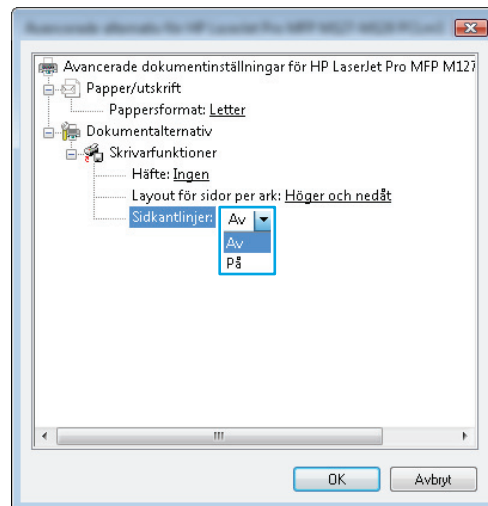 Avancerade dokumentinställningar för HP LaserJet Pro MFP M127
Papper/utskrift
Pappersformat: Letter
Dokumentalternativ
Skrivarfunktioner
Häfte: Ingen
Layout för sidor per ark: Höger och nedåt
Sidkantlinjer: Av
Av
På
OK Avbryt